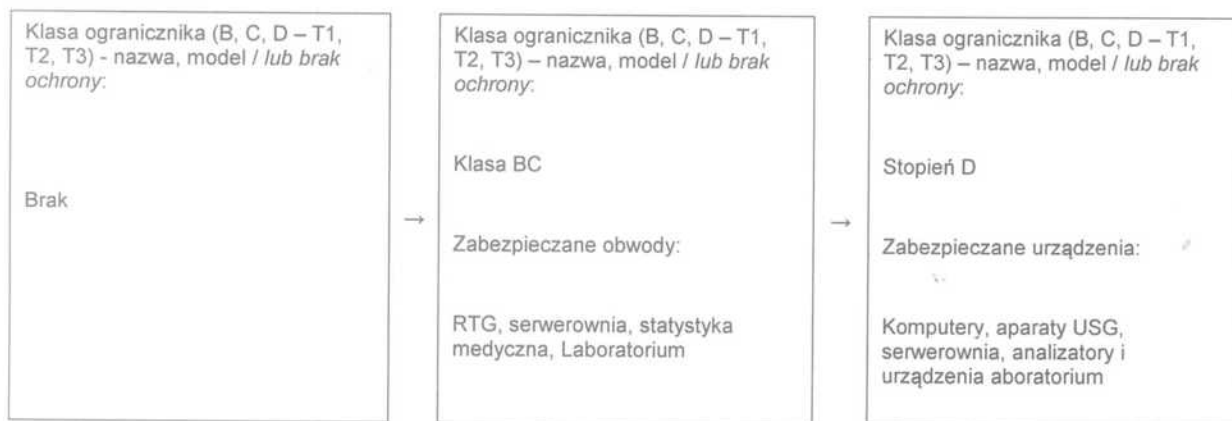 Klasa ogranicznika (B, C, D – T1,
T2, T3) - nazwa, model / lub brak
ochrony:
Brak
→
Klasa ogranicznika (B, C, D – T1,
T2, T3) – nazwa, model / lub brak
ochrony:
Klasa BC
Zabezpieczane obwody:
RTG, serwerownia, statystyka
medyczna, Laboratorium
→
Klasa ogranicznika (B, C, D – T1,
T2, T3) – nazwa, model / lub brak
ochrony:
Stopień D
Zabezpieczane urządzenia:
Komputery, aparaty USG,
serwerownia, analizatory i
urządzenia aboratorium